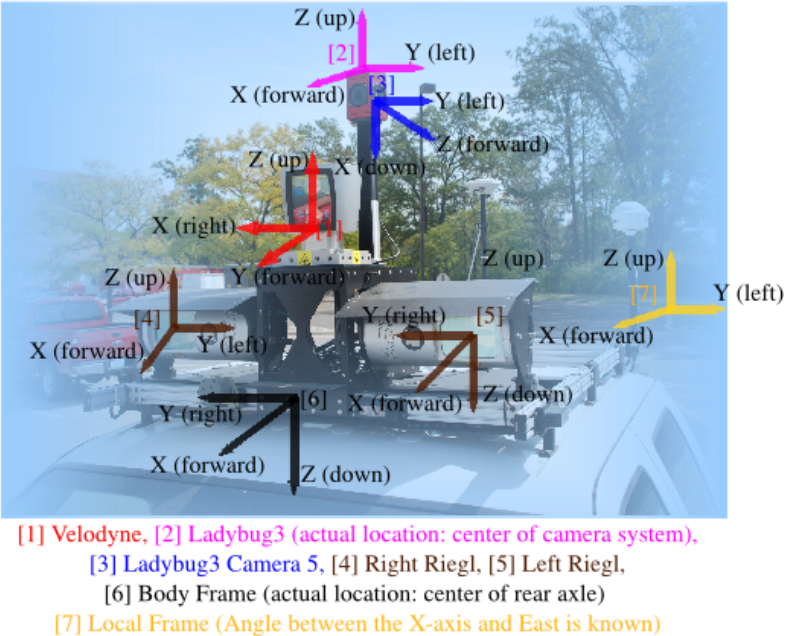 Z (up)
[2]
Y (left)
X (forward)
[3]
Y (left)
Z (forward)
Z (up)
X (down)
X (right)
[1]
Y (forward)
Z (up)
Z (up)
Z (up)
[7]
Y (left)
[4]
Y (right)
[5]
X (forward)
X (forward)
Y (left)
Y (right)
[6]
X (forward)
Z (down)
X (forward)
Z (down)
[1] Velodyne, [2] Ladybug3 (actual location: center of camera system),
[3] Ladybug3 Camera 5, [4] Right Riegl, [5] Left Riegl,
[6] Body Frame (actual location: center of rear axle)
[7] Local Frame (Angle between the X-axis and East is known)